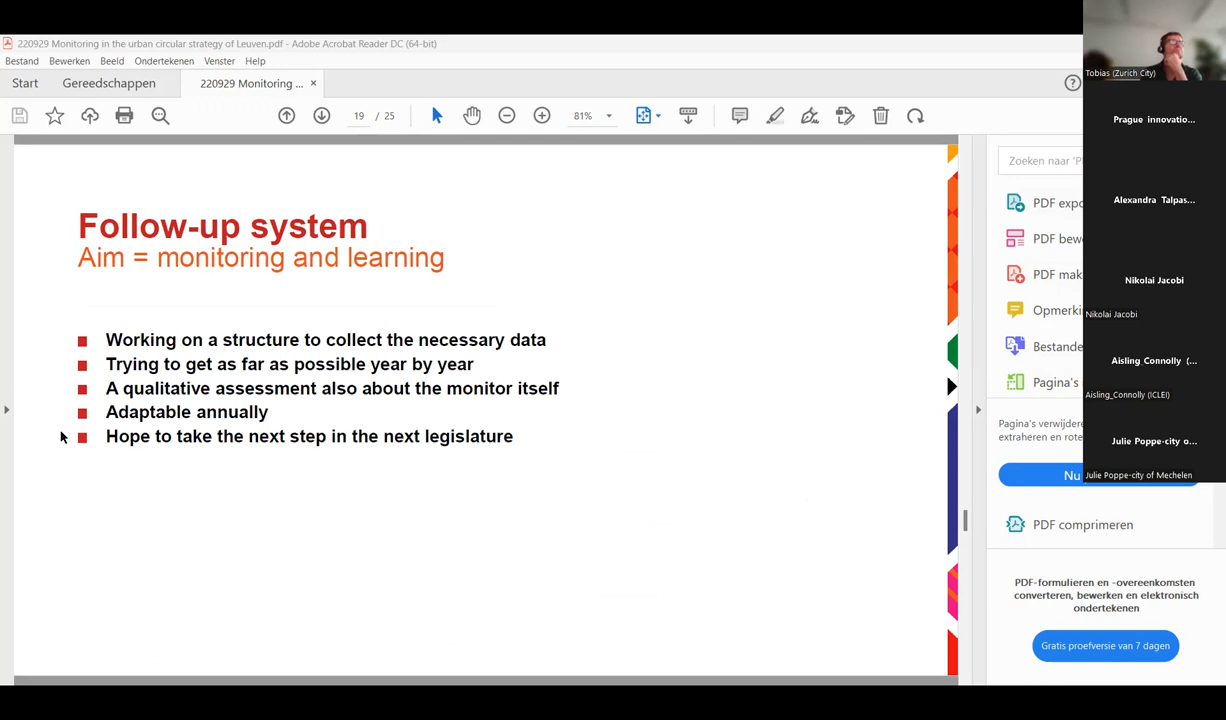 220929 Monitoring in the urban circular strategy of Leuven.pdf - Adobe Acrobat Reader DC (64-bit)
Bestand Bewerken Beeld Ondertekenen Venster Help
Start Gereedschappen 220929 Monitoring ... ×
19 / 25 81%
Follow-up system
Aim = monitoring and learning
Working on a structure to collect the necessary data
Trying to get as far as possible year by year
A qualitative assessment also about the monitor itself
Adaptable annually
Hope to take the next step in the next legislature
Zoeken naar 'P
PDF expo
PDF bew
PDF mak
Opmerki
Bestande
Pagina's
Pagina's verwijdere
extraheren en rote
Nu
PDF comprimeren
PDF-formulieren en -overeenkomsten
converteren, bewerken en elektronisch
ondertekenen
Gratis proefversie van 7 dagen
Tobias (Zurich City)
Prague innovatio...
Alexandra Talpas...
Nikolai Jacobi
Nikolai Jacobi
Aisling_Connolly (...
Aisling_Connolly (ICLEI)
Julie Poppe-city o...
Julie Poppe-city of Mechelen